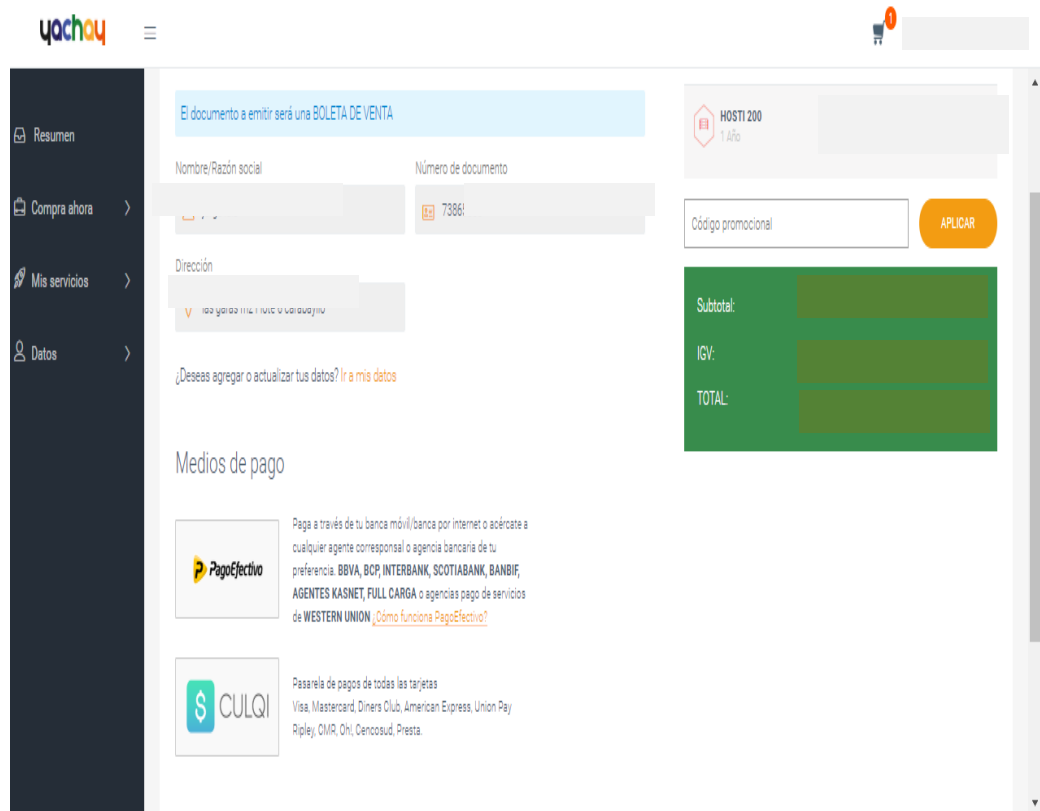 yachay
1
Resumen
Compra ahora
Mis servicios
Datos
El documento a emitir será una BOLETA DE VENTA
Nombre/Razón social
Número de documento
7386
Dirección
¿Deseas agregar o actualizar tus datos? Ir a mis datos
Medios de pago
PagoEfectivo
Paga a través de tu banca móvil/banca por internet o acércate a
cualquier agente corresponsal o agencia bancaria de tu
preferencia. BBVA, BCP, INTERBANK, SCOTIABANK, BANBIF,
AGENTES KASNET, FULL CARGA o agencias pago de servicios
de WESTERN UNION ¿Cómo funciona PagoEfectivo?
$ CULQI
Pasarela de pagos de todas las tarjetas
Visa, Mastercard, Diners Club, American Express, Union Pay
Ripley, CMR, Oh!, Cencosud, Presta.
HOSTI 200
1 Año
Código promocional
APLICAR
Subtotal:
IGV:
TOTAL: